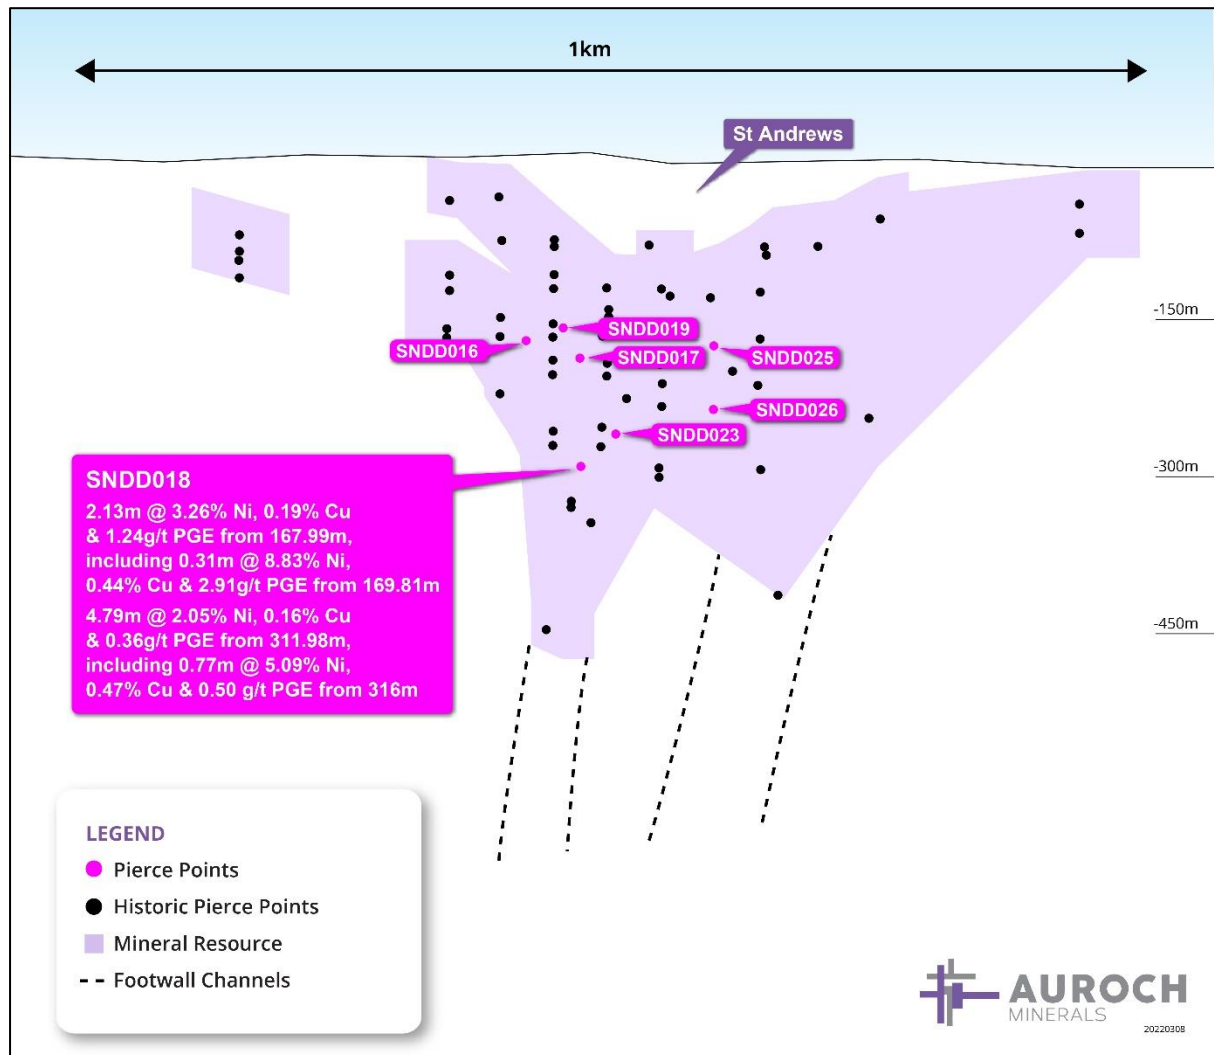 1km
St Andrews
-150m
SNDD019
SNDD016
SNDD017
SNDD025
SNDD026
SNDD023
SNDD018
2.13m @ 3.26% Ni, 0.19% Cu
& 1.24g/t PGE from 167.99m,
including 0.31m @ 8.83% Ni,
0.44% Cu & 2.91g/t PGE from 169.81m
4.79m @ 2.05% Ni, 0.16% Cu
& 0.36g/t PGE from 311.98m,
including 0.77m @ 5.09% Ni,
0.47% Cu & 0.50 g/t PGE from 316m
-300m
-450m
LEGEND
Pierce Points
Historic Pierce Points
Mineral Resource
Footwall Channels
AUROCH
MINERALS
20220308